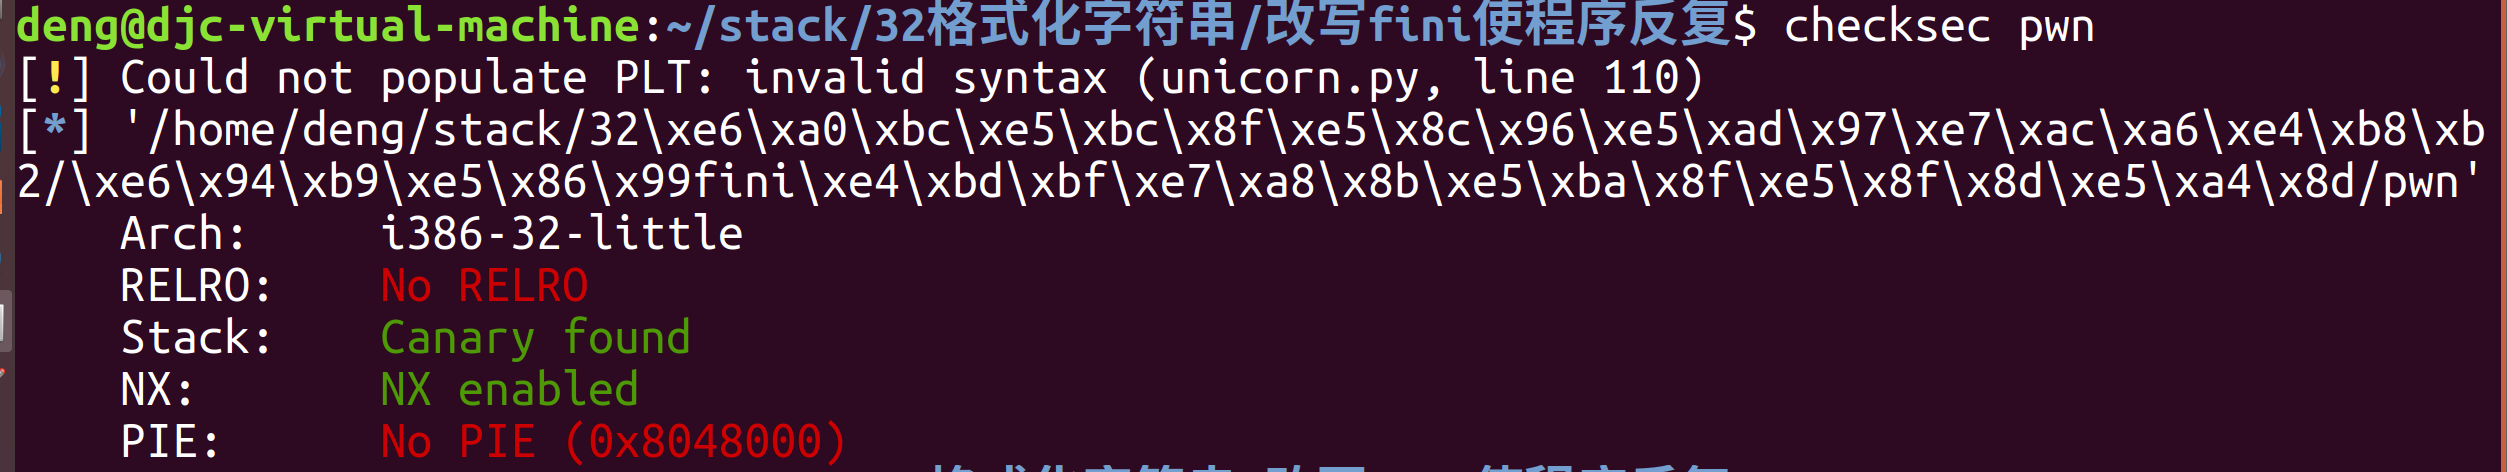 deng@djc-virtual-machine:~/stack/32格式化字符串/改写fini使程序反复$ checksec pwn
[!] Could not populate PLT: invalid syntax (unicorn.py, line 110)
[*] '/home/deng/stack/32\xe6\xa0\xbc\xe5\xbc\x8f\xe5\x8c\x96\xe5\xad\x97\xe7\xac\xa6\xe4\xb8\xb
2/\xe6\x94\xb9\xe5\x86\x99fini\xe4\xbd\xbf\xe7\xa8\x8b\xe5\xba\x8f\xe5\x8f\x8d\xe5\xa4\x8d/pwn'
Arch: i386-32-little
RELRO: No RELRO
Stack: Canary found
NX: NX enabled
PIE: No PIE (0x8048000)